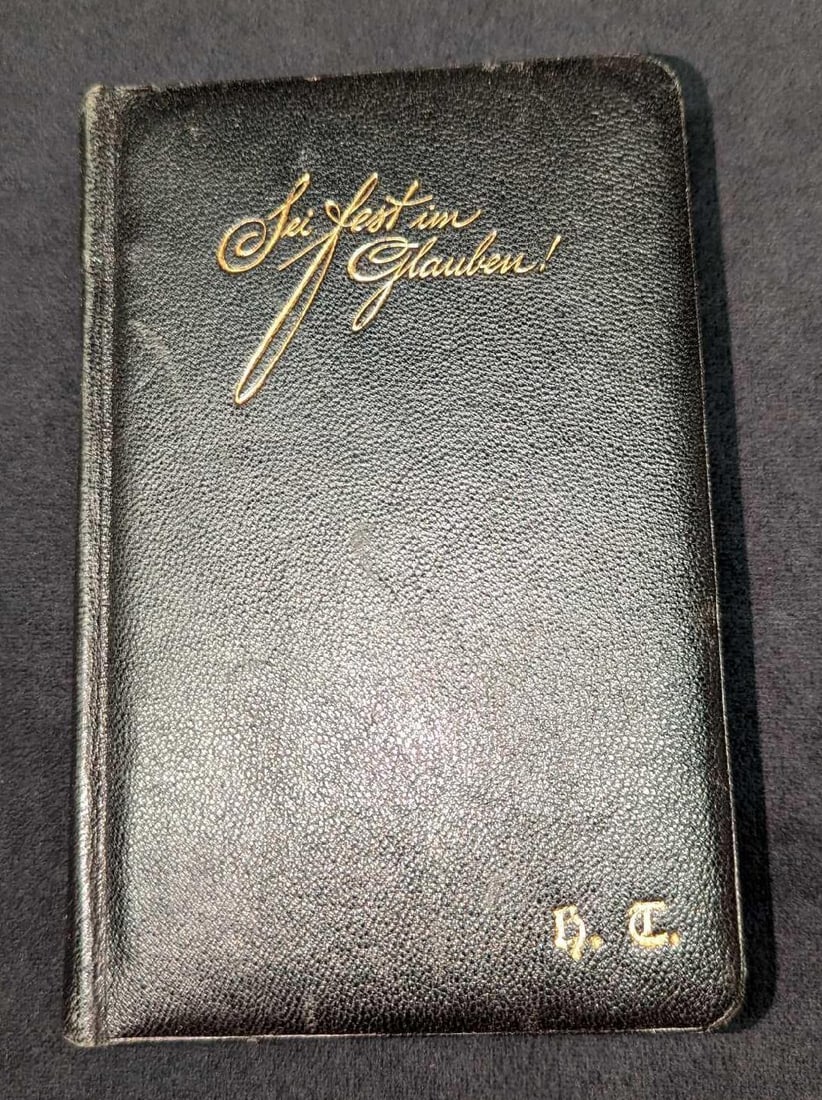 Sei fest im
Glauben!
H. T.